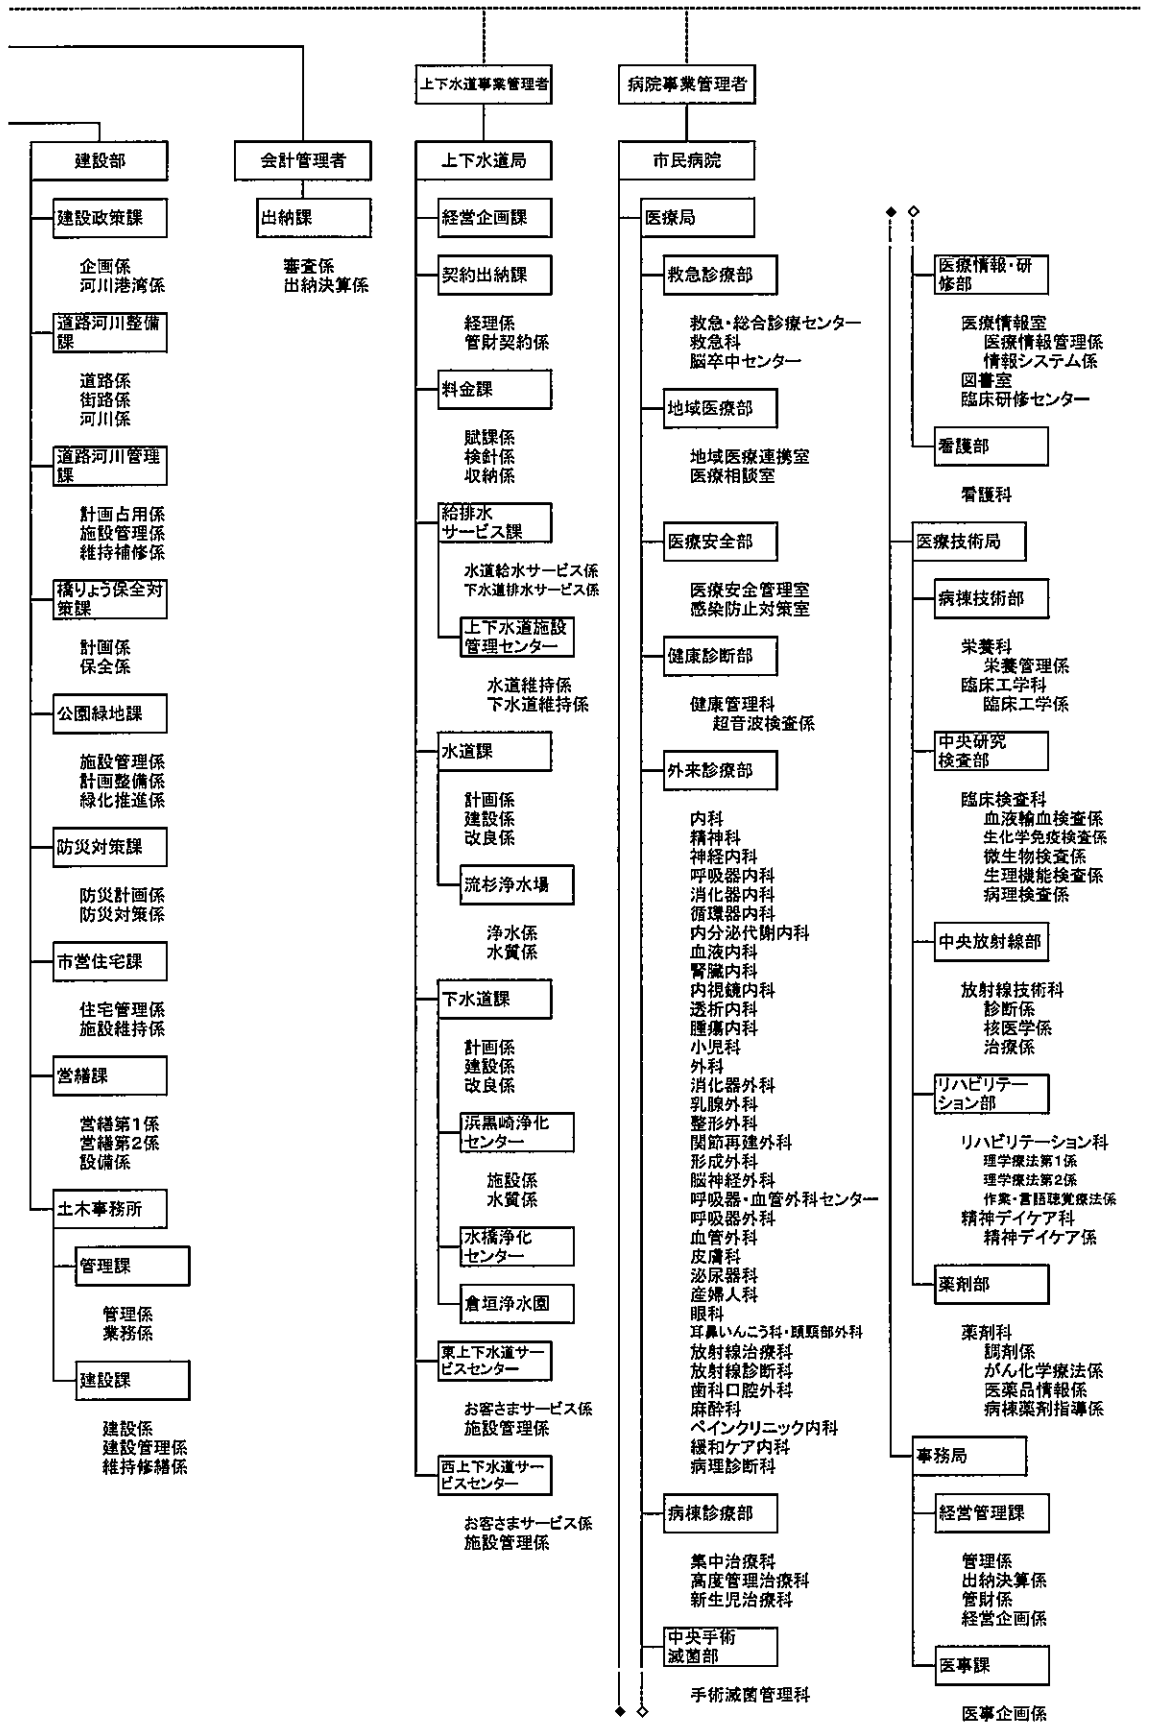 建設部
建設政策課
企画係
河川港湾係
道路河川整備
課
道路係
街路係
河川係
道路河川管理
課
計画占用係
施設管理係
維持補修係
橋りょう保全対
策課
計画係
保全係
公園緑地課
施設管理係
計画整備係
緑化推進係
防災対策課
防災計画係
防災対策係
市営住宅課
住宅管理係
施設維持係
営繕課
営繕第1係
営繕第2係
設備係
土木事務所
管理課
管理係
業務係
建設課
建設係
建設管理係
維持修繕係
会計管理者
出納課
審査係
出納決算係
上下水道事業管理者
上下水道局
経営企画課
契約出納課
経理係
管財契約係
料金課
賦課係
検針係
収納係
給排水
サービス課
水道給水サービス係
下水道排水サービス係
上下水道施設
管理センター
水道維持係
下水道維持係
水道課
計画係
建設係
改良係
流杉浄水場
浄水係
水質係
下水道課
計画係
建設係
改良係
浜黒崎浄化
センター
施設係
水質係
水橋浄化
センター
倉垣浄水園
東上下水道サー
ビスセンター
お客さまサービス係
施設管理係
西上下水道サー
ビスセンター
お客さまサービス係
施設管理係
病院事業管理者
市民病院
医療局
救急診療部
救急・総合診療センター
救急科
脳卒中センター
地域医療部
地域医療連携室
医療相談室
医療安全部
医療安全管理室
感染防止対策室
健康診断部
健康管理科
超音波検査係
外来診療部
内科
精神科
神経内科
呼吸器内科
消化器内科
循環器内科
内分泌代謝内科
血液内科
腎臓内科
内視鏡内科
透析内科
腫瘍内科
小児科
外科
消化器外科
乳腺外科
整形外科
関節再建外科
形成外科
脳神経外科
呼吸器・血管外科センター
呼吸器外科
血管外科
皮膚科
泌尿器科
産婦人科
眼科
耳鼻いんこう科・頭頸部外科
放射線治療科
放射線診断科
歯科口腔外科
麻酔科
ペインクリニック内科
緩和ケア内科
病理診断科
病棟診療部
集中治療科
高度管理治療科
新生児治療科
中央手術
滅菌部
手術滅菌管理科
◆ ◇
◆ ◇
医療情報・研
修部
医療情報室
医療情報管理係
情報システム係
図書室
臨床研修センター
看護部
看護科
医療技術局
病棟技術部
栄養科
栄養管理係
臨床工学科
臨床工学係
中央研究
検査部
臨床検査科
血液輸血検査係
生化学免疫検査係
微生物検査係
生理機能検査係
病理検査係
中央放射線部
放射線技術科
診断係
核医学係
治療係
リハビリテー
ション部
リハビリテーション科
理学療法第1係
理学療法第2係
作業・言語聴覚療法係
精神デイケア科
精神デイケア係
薬剤部
薬剤科
調剤係
がん化学療法係
医薬品情報係
病棟薬剤指導係
事務局
経営管理課
管理係
出納決算係
管財係
経営企画係
医事課
医事企画係